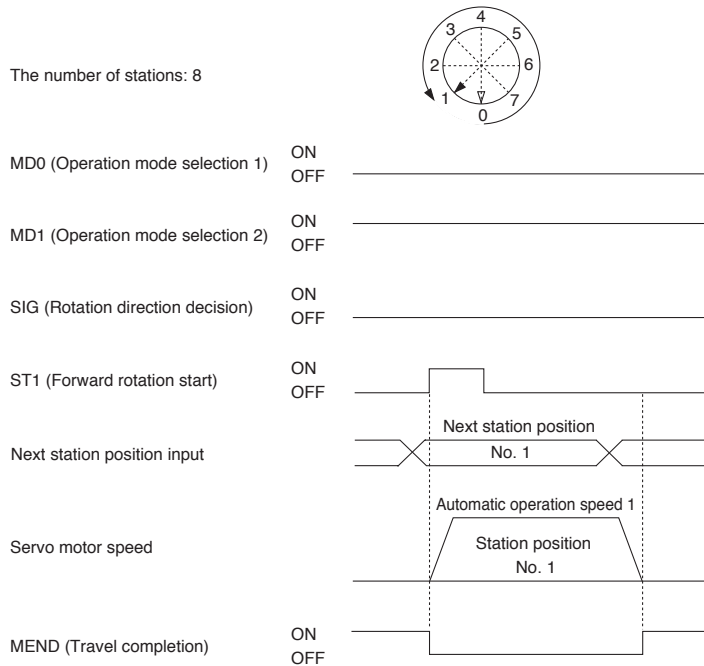 4
3 5
The number of stations: 8
2 6
1 7
0
MD0 (Operation mode selection 1)
ON
OFF
MD1 (Operation mode selection 2)
ON
OFF
SIG (Rotation direction decision)
ON
OFF
ST1 (Forward rotation start)
ON
OFF
Next station position input
Next station position
No. 1
Servo motor speed
Automatic operation speed 1
Station position
No. 1
MEND (Travel completion)
ON
OFF